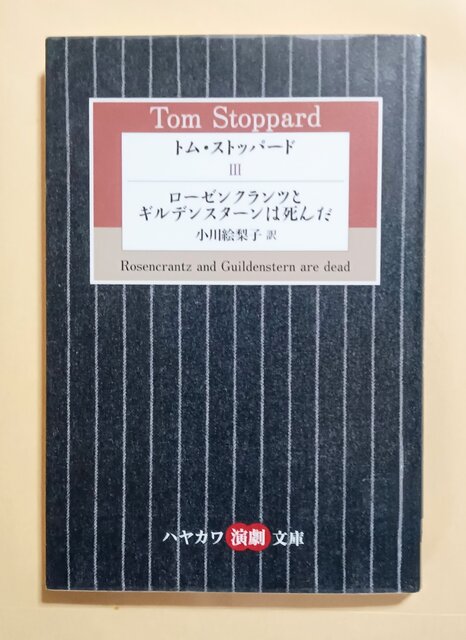 Tom Stoppard
トム・ストッパード
III
ローゼンクランツと
ギルデンスターンは死んだ
小川絵梨子 訳
Rosencrantz and Guildenstern are dead
ハヤカワ演劇文庫